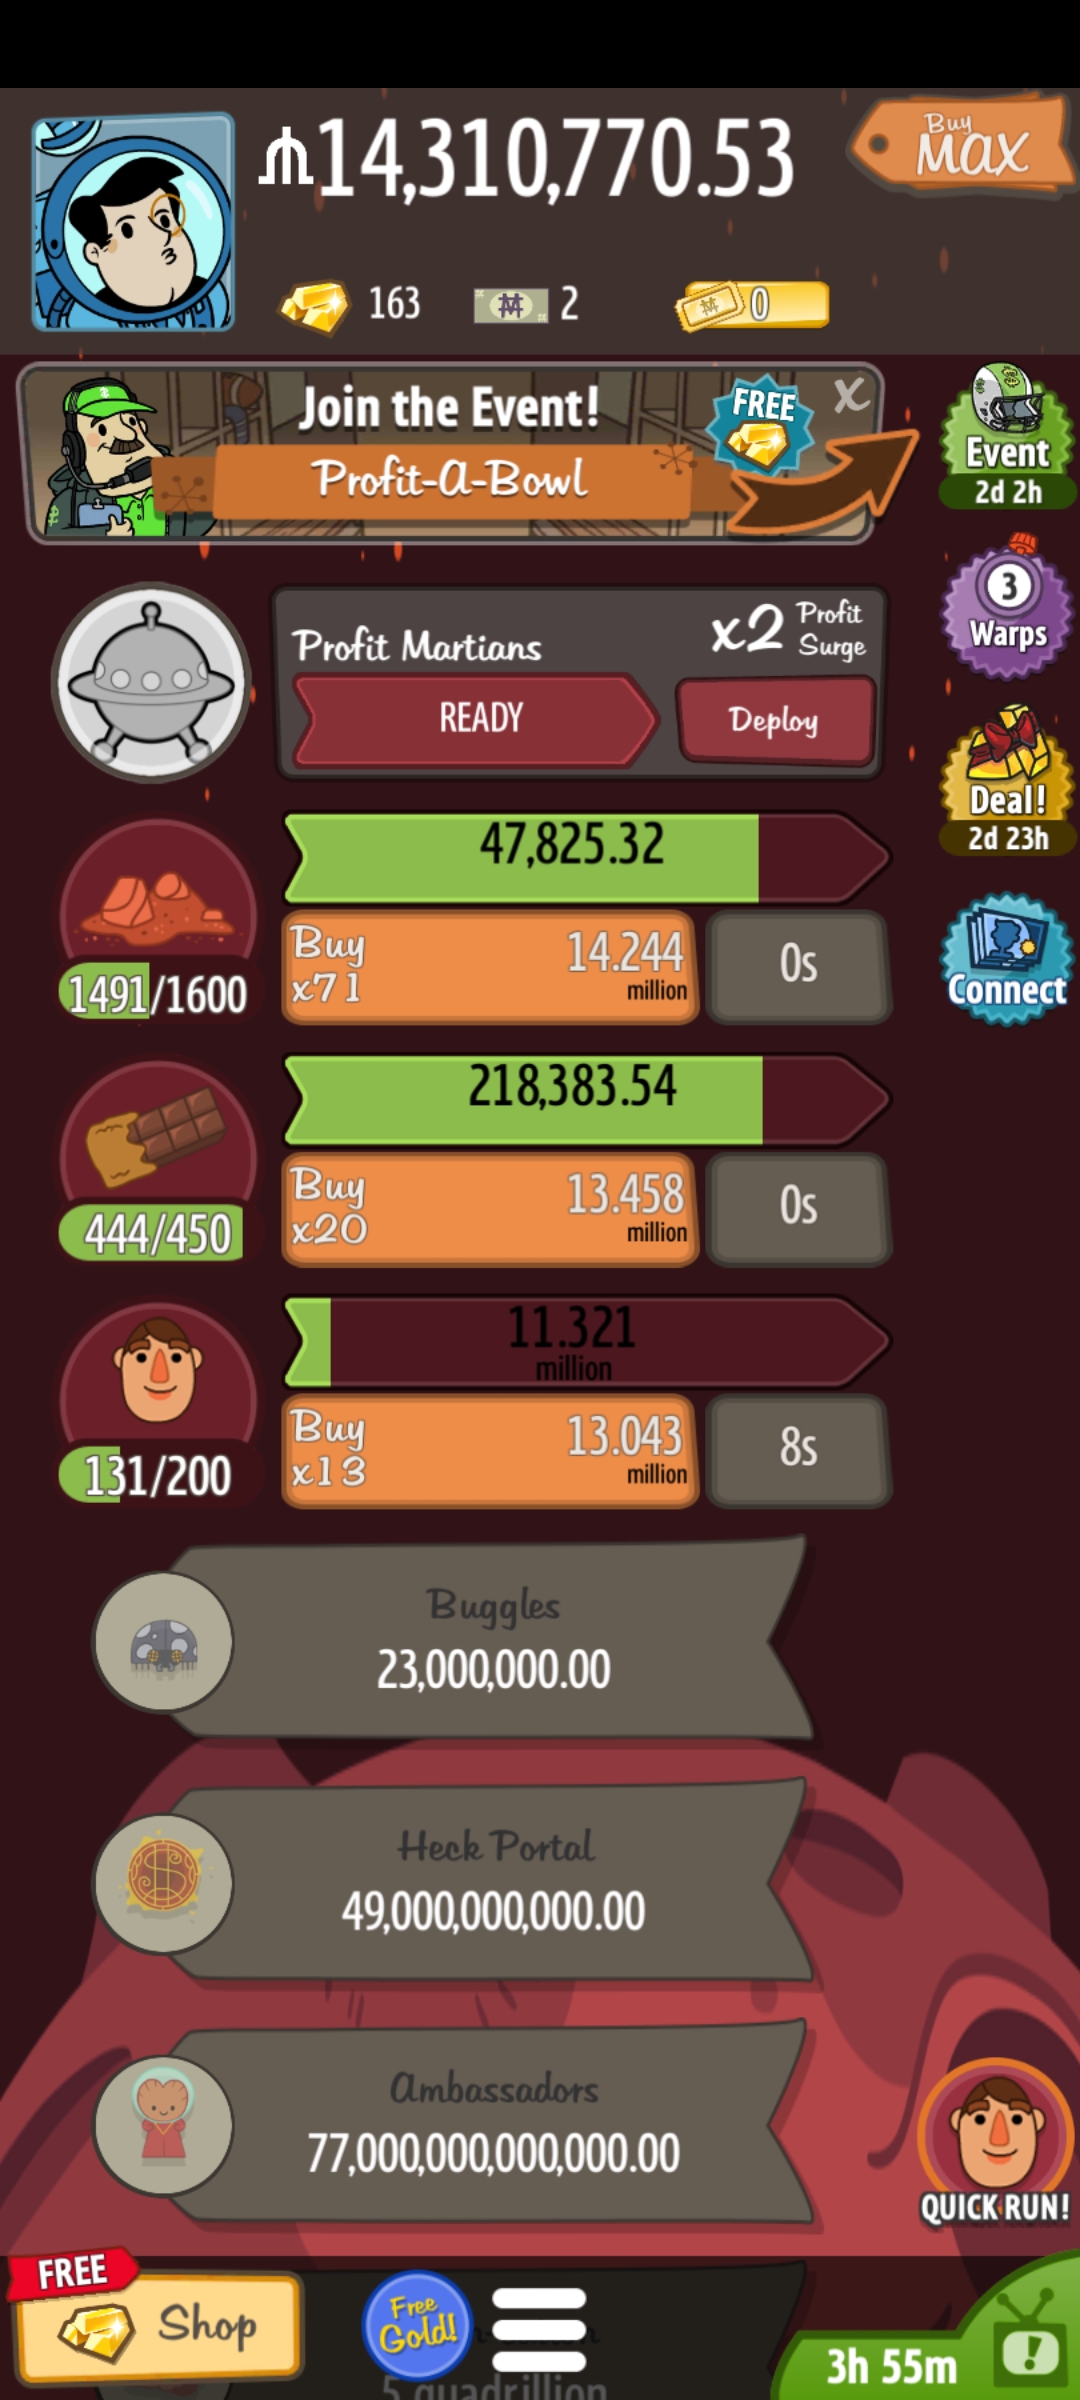 14,310,770.53
Buy
MAX
163
2
0
Join the Event!
Profit-A-Bowl
FREE
X
Event
2d 2h
3
Warps
Profit Martians
x2 Profit
Surge
READY
Deploy
Deal!
2d 23h
47,825.32
Buy
x71
14.244
million
0s
1491/1600
Connect
218,383.54
Buy
x20
13.458
million
0s
444/450
11.321
million
Buy
x13
13.043
million
8s
131/200
Buggles
23,000,000.00
Heck Portal
49,000,000,000.00
Ambassadors
77,000,000,000,000.00
QUICK RUN!
FREE
Shop
Free
Gold!
5 quadrillion
3h 55m
!